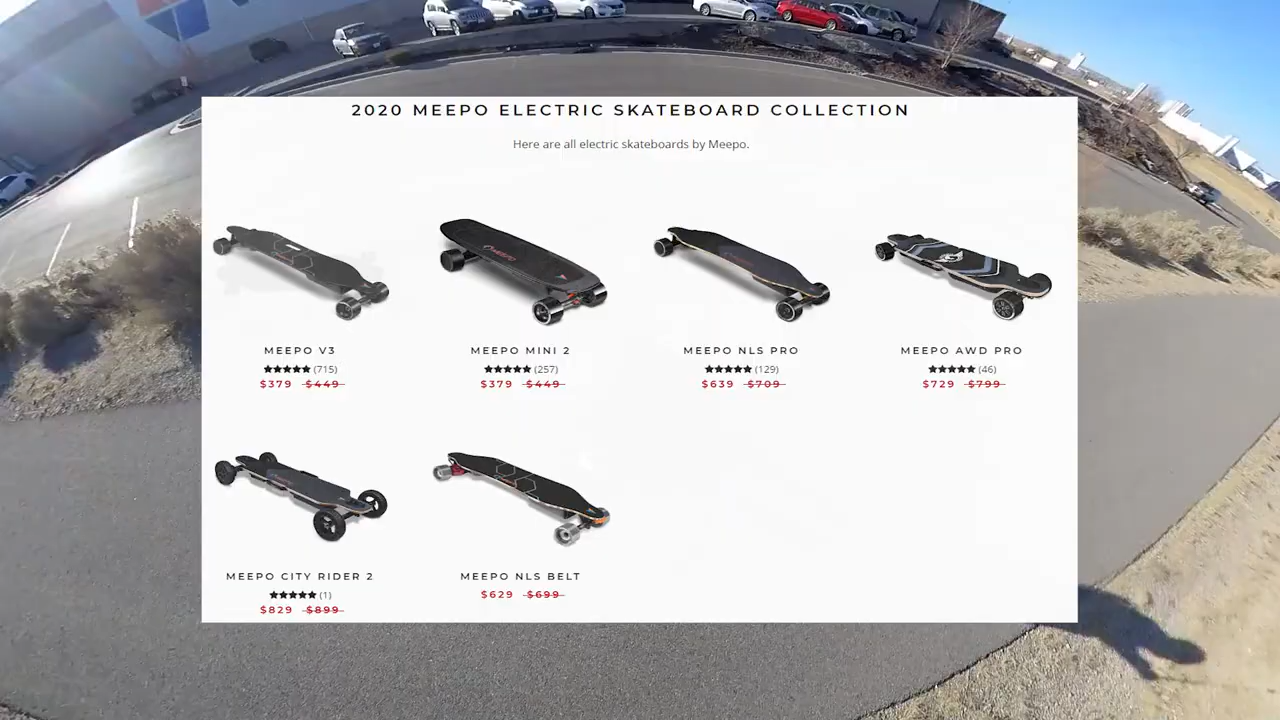 2020 MEEPO ELECTRIC SKATEBOARD COLLECTION
Here are all electric skateboards by Meepo.
MEEPO V3
★★★★★ (715)
$379 $449
MEEPO MINI 2
★★★★★ (257)
$379 $449
MEEPO NLS PRO
★★★★★ (129)
$639 $709
MEEPO AWD PRO
★★★★★ (46)
$729 $799
MEEPO CITY RIDER 2
★★★★★ (1)
$829 $899
MEEPO NLS BELT
$629 $699